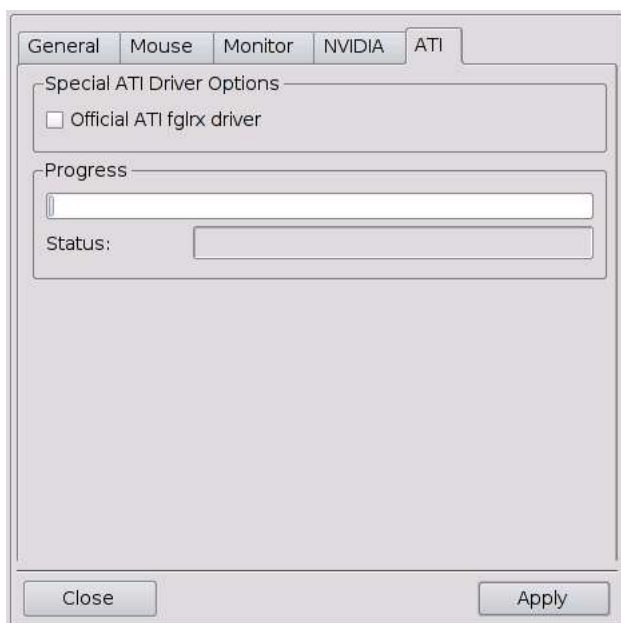 General Mouse Monitor NVIDIA ATI
Special ATI Driver Options
Official ATI fglrx driver
Progress
Status:
Close Apply